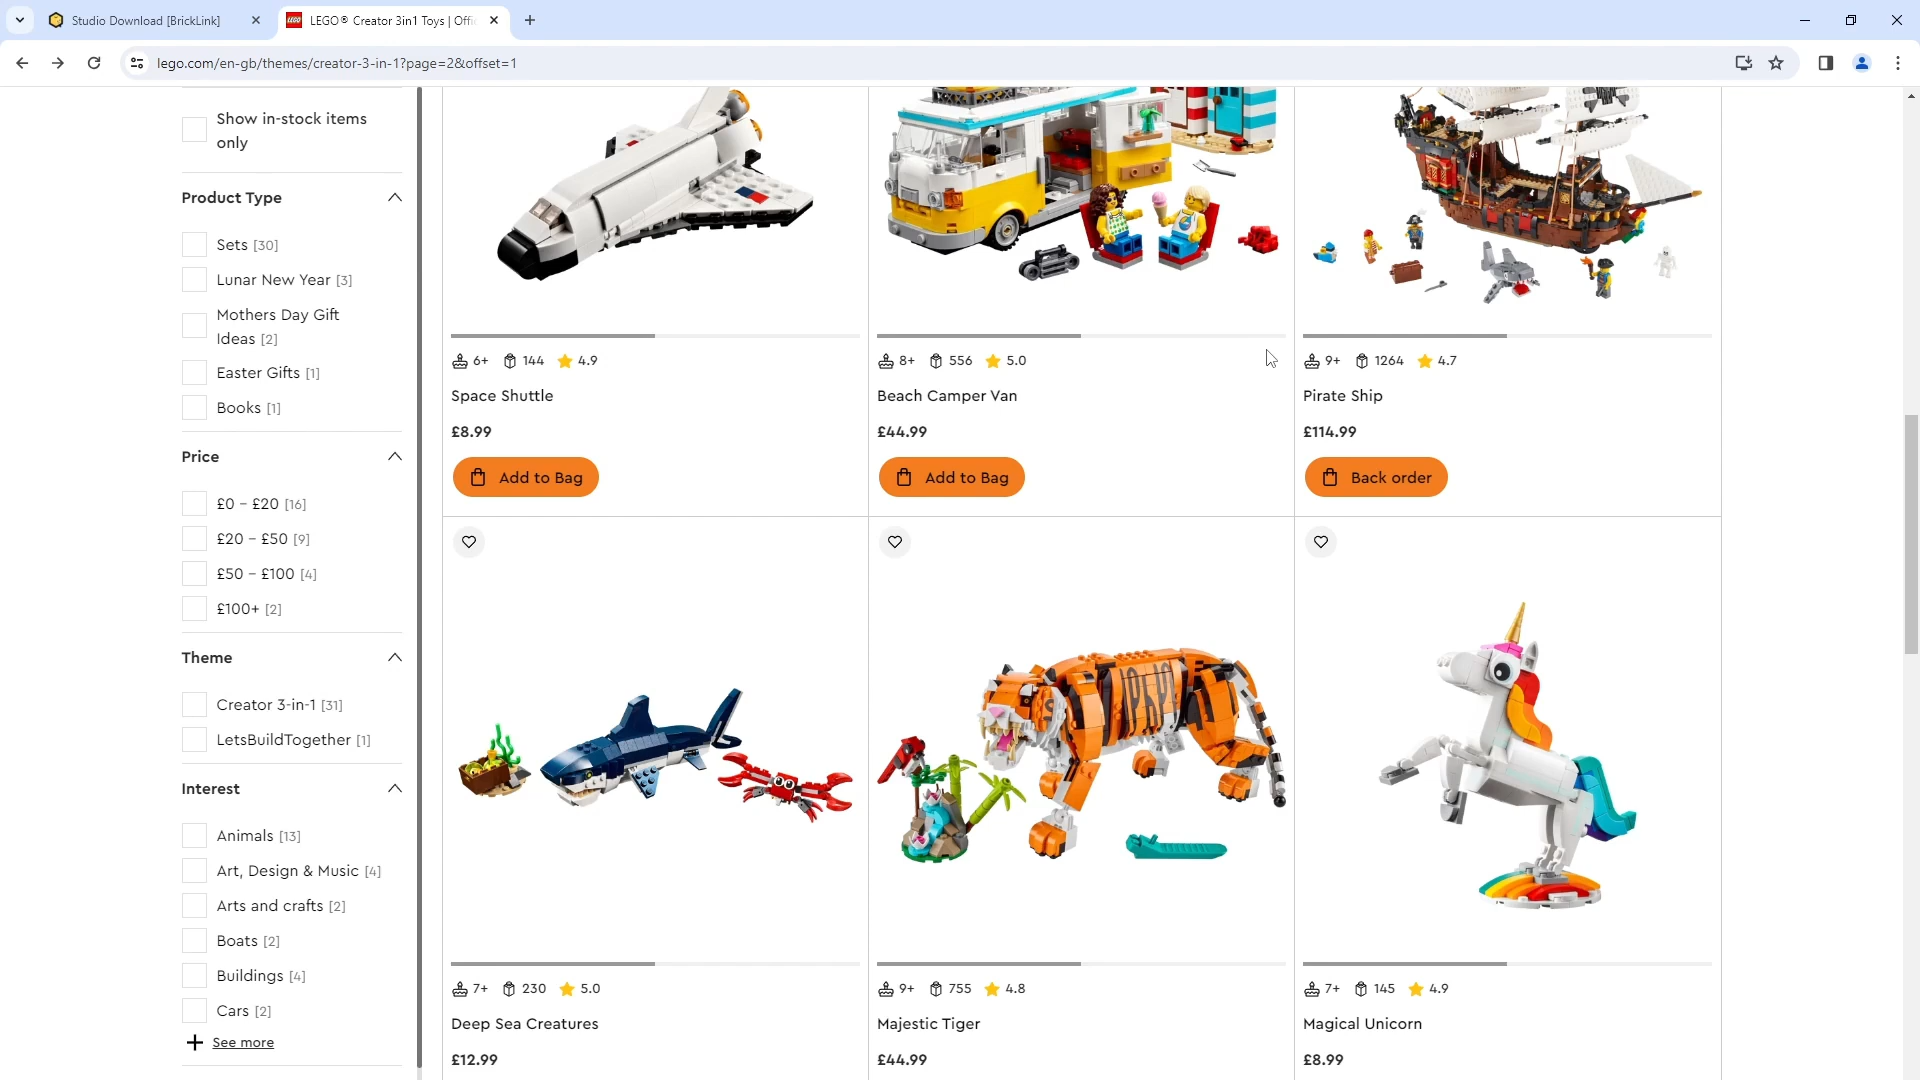 Studio Download [BrickLink]
LEGO® Creator 3in1 Toys | Offi
lego.com/en-gb/themes/creator-3-in-1?page=2&offset=1
Show in-stock items
only
Product Type
Sets [30]
Lunar New Year [3]
Mothers Day Gift
Ideas [2]
Easter Gifts [1]
Books [1]
Price
£0 – £20 [16]
£20 – £50 [9]
£50 – £100 [4]
£100+ [2]
Theme
Creator 3-in-1 [31]
LetsBuildTogether [1]
Interest
Animals [13]
Art, Design & Music [4]
Arts and crafts [2]
Boats [2]
Buildings [4]
Cars [2]
See more
6+ 144 4.9
Space Shuttle
£8.99
Add to Bag
8+ 556 5.0
Beach Camper Van
£44.99
Add to Bag
9+ 1264 4.7
Pirate Ship
£114.99
Back order
7+ 230 5.0
Deep Sea Creatures
£12.99
9+ 755 4.8
Majestic Tiger
£44.99
7+ 145 4.9
Magical Unicorn
£8.99